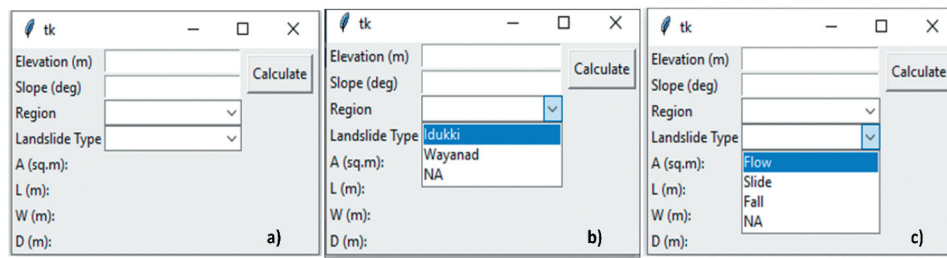 tk
Elevation (m)
Calculate
Slope (deg)
Region
Landslide Type
A (sq.m):
L (m):
W (m):
D (m):
a)
tk
Elevation (m)
Calculate
Slope (deg)
Region
Landslide Type
Idukki
A (sq.m):
Wayanad
L (m):
NA
W (m):
D (m):
b)
tk
Elevation (m)
Calculate
Slope (deg)
Region
Landslide Type
A (sq.m):
Flow
L (m):
Slide
W (m):
Fall
D (m):
NA
c)